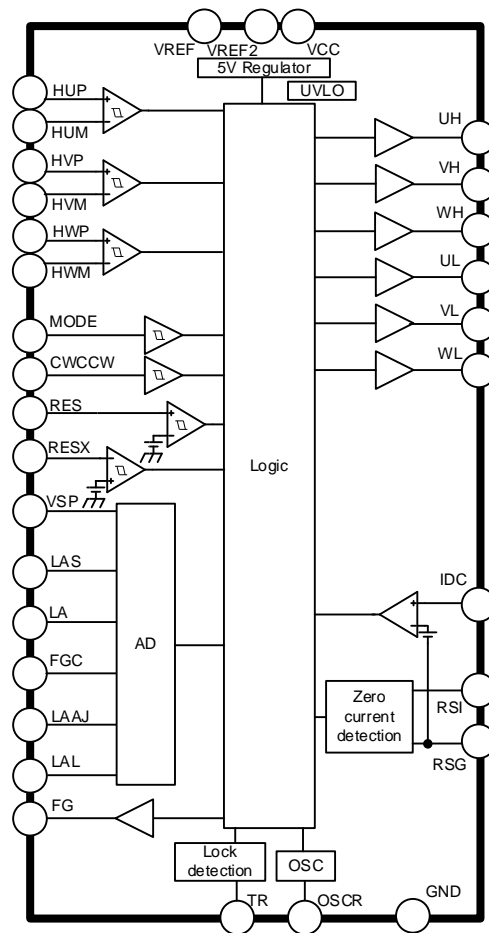 VREF VREF2 VCC
5V Regulator
UVLO
HUP
HUM
HVP
HVM
HWP
HWM
MODE
CWCCW
RES
RESX
VSP
LAS
LA
FGC
LAAJ
LAL
FG
AD
Logic
UH
VH
WH
UL
VL
WL
IDC
RSI
RSG
Zero
current
detection
Lock
detection
OSC
TR
OSCR
GND